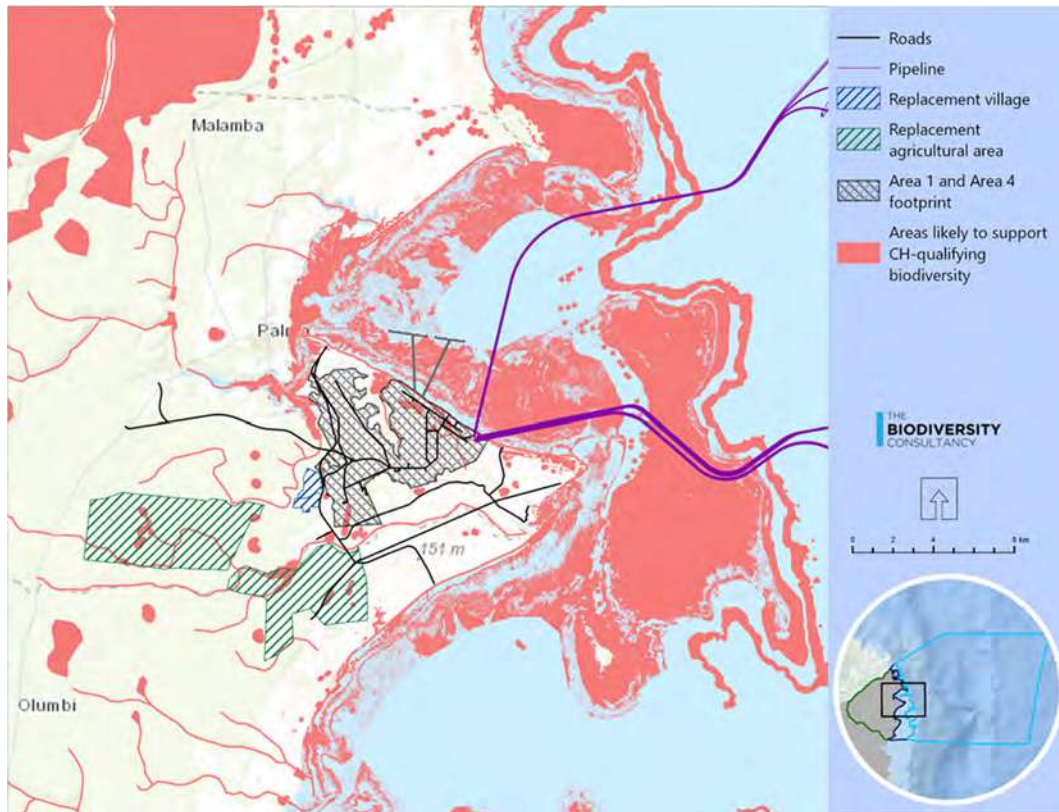 Roads
Pipeline
Replacement village
Replacement
agricultural area
Area 1 and Area 4
footprint
Areas likely to support
CH-qualifying
biodiversity
Malamba
Palma
151 m
Olumbi
THE
BIODIVERSITY
CONSULTANCY
0 2 4 8 km